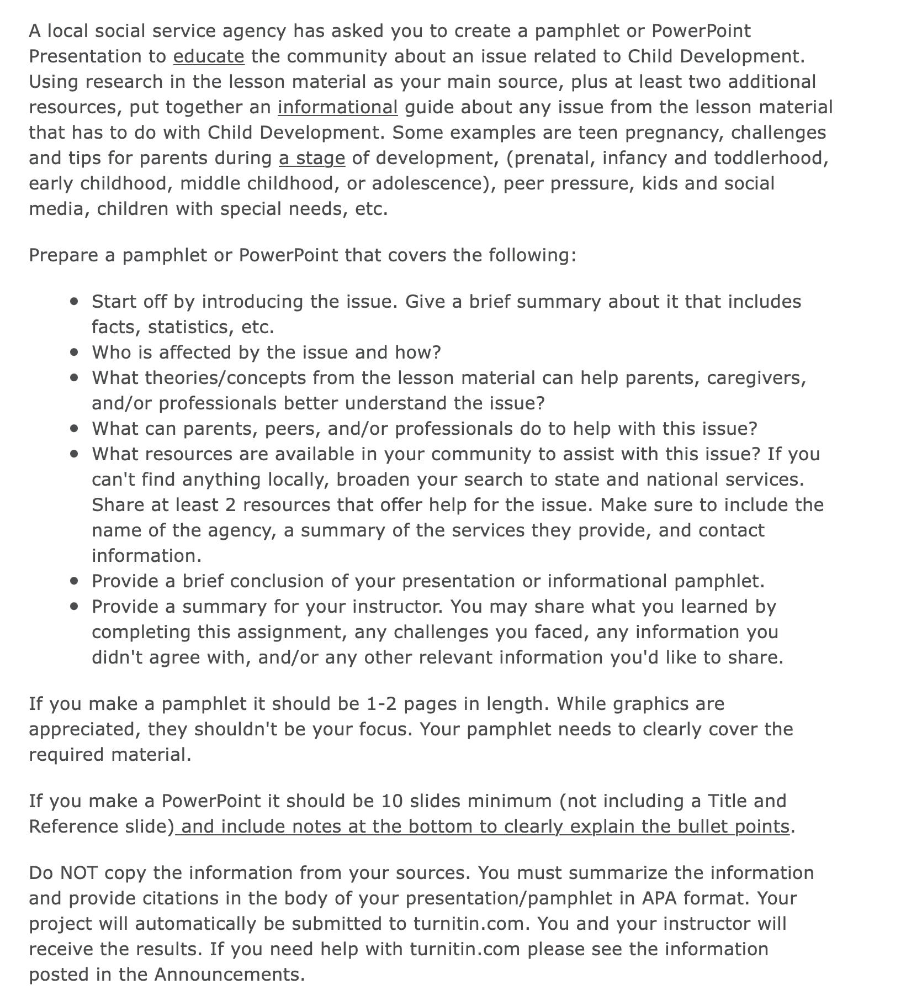 A local social service agency has asked you to create a pamphlet or PowerPoint
Presentation to educate the community about an issue related to Child Development.
Using research in the lesson material as your main source, plus at least two additional
resources, put together an informational guide about any issue from the lesson material
that has to do with Child Development. Some examples are teen pregnancy, challenges
and tips for parents during a stage of development, (prenatal, infancy and toddlerhood,
early childhood, middle childhood, or adolescence), peer pressure, kids and social
media, children with special needs, etc.
Prepare a pamphlet or PowerPoint that covers the following:
• Start off by introducing the issue. Give a brief summary about it that includes
facts, statistics, etc.
• Who is affected by the issue and how?
• What theories/concepts from the lesson material can help parents, caregivers,
and/or professionals better understand the issue?
• What can parents, peers, and/or professionals do to help with this issue?
• What resources are available in your community to assist with this issue? If you
can't find anything locally, broaden your search to state and national services.
Share at least 2 resources that offer help for the issue. Make sure to include the
name of the agency, a summary of the services they provide, and contact
information.
• Provide a brief conclusion of your presentation or informational pamphlet.
• Provide a summary for your instructor. You may share what you learned by
completing this assignment, any challenges you faced, any information you
didn't agree with, and/or any other relevant information you'd like to share.
If you make a pamphlet it should be 1-2 pages in length. While graphics are
appreciated, they shouldn't be your focus. Your pamphlet needs to clearly cover the
required material.
If you make a PowerPoint it should be 10 slides minimum (not including a Title and
Reference slide) and include notes at the bottom to clearly explain the bullet points.
Do NOT copy the information from your sources. You must summarize the information
and provide citations in the body of your presentation/pamphlet in APA format. Your
project will automatically be submitted to turnitin.com. You and your instructor will
receive the results. If you need help with turnitin.com please see the information
posted in the Announcements.